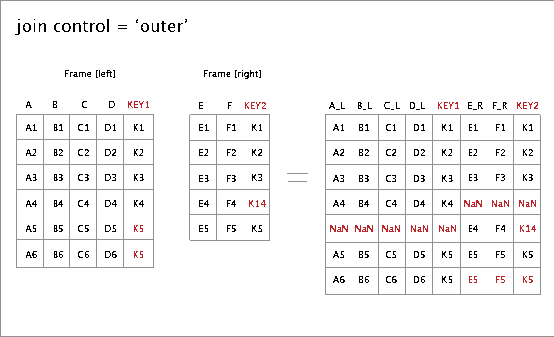 join control = ‘outer’
Frame [left] Frame [right]
A B C D KEY1 E F KEY2 A_L B_L C_L D_L KEY1 E_R F_R KEY2
A1 B1 C1 D1 K1 E1 F1 K1 A1 B1 C1 D1 K1 E1 F1 K1
A2 B2 C2 D2 K2 E2 F2 K2 A2 B2 C2 D2 K2 E2 F2 K2
A3 B3 C3 D3 K3 E3 F3 K3 = A3 B3 C3 D3 K3 E3 F3 K3
A4 B4 C4 D4 K4 E4 F4 K14 A4 B4 C4 D4 K4 NaN NaN NaN
A5 B5 C5 D5 K5 E5 F5 K5 NaN NaN NaN NaN NaN E4 F4 K14
A6 B6 C6 D6 K5 A5 B5 C5 D5 K5 E5 F5 K5
A6 B6 C6 D6 K5 E5 F5 K5